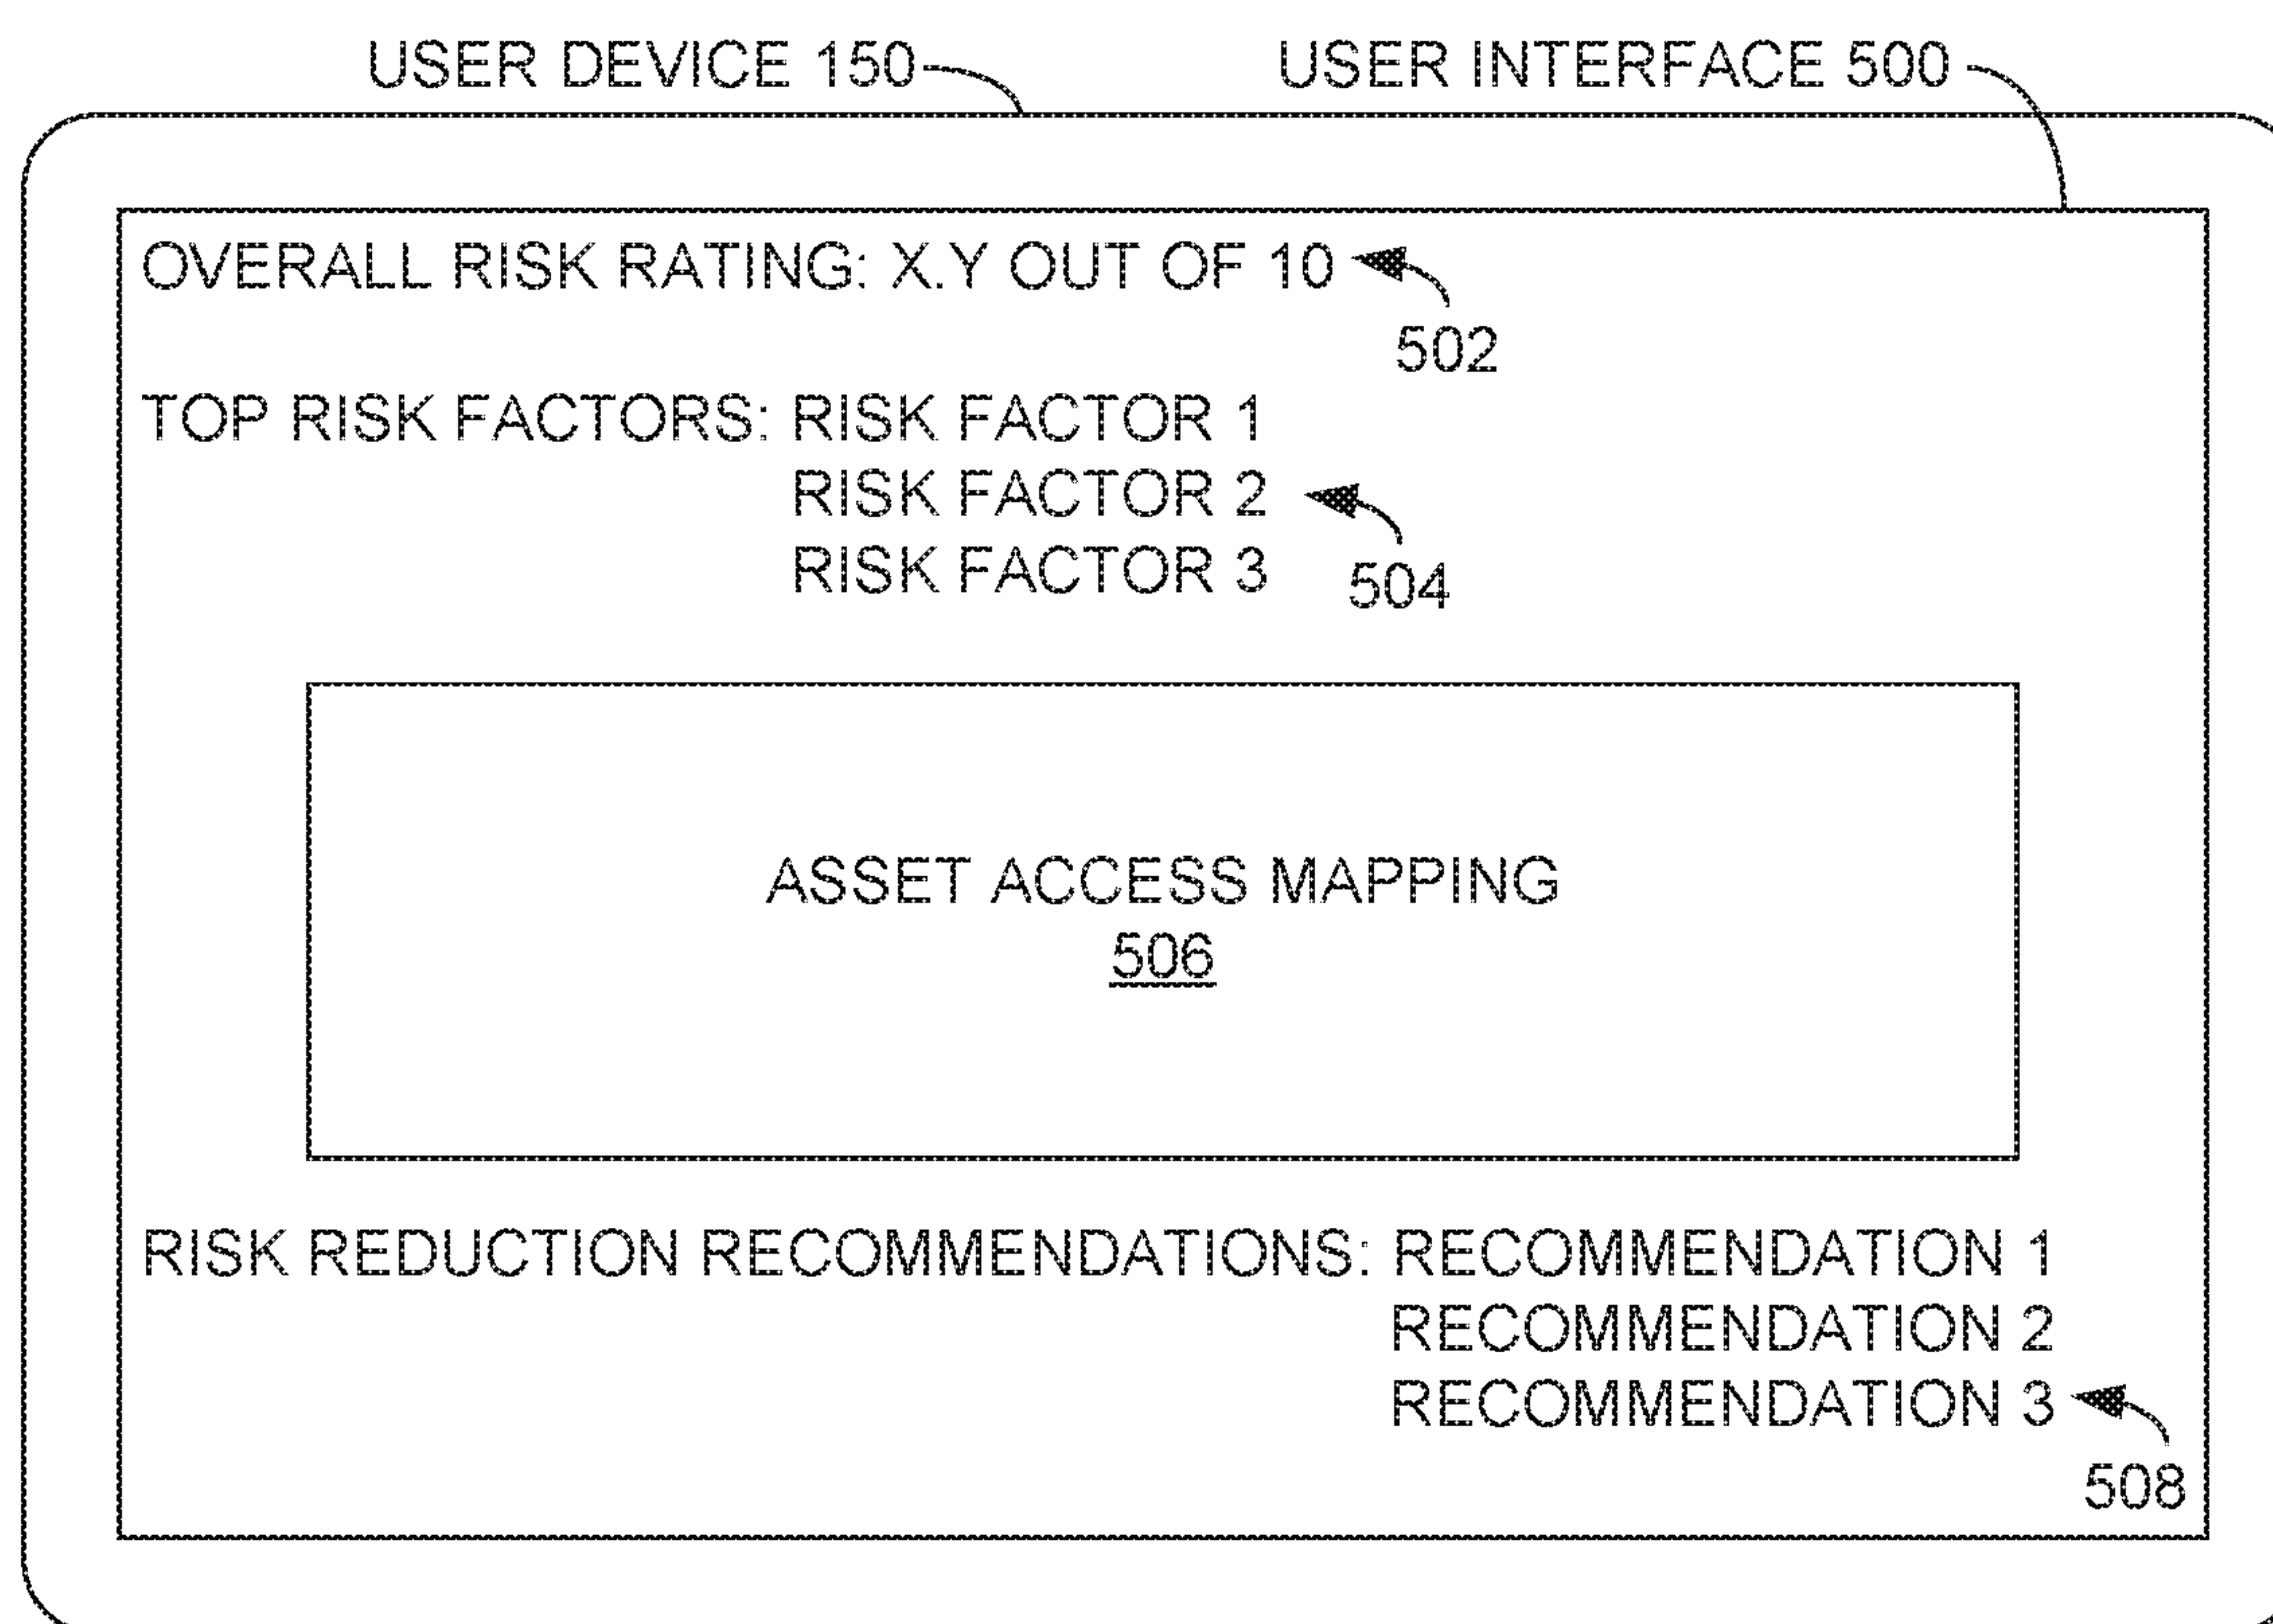 USER DEVICE 150
USER INTERFACE 500
OVERALL RISK RATING: X.Y OUT OF 10
502
TOP RISK FACTORS: RISK FACTOR 1
RISK FACTOR 2
RISK FACTOR 3
504
ASSET ACCESS MAPPING
506
RISK REDUCTION RECOMMENDATIONS: RECOMMENDATION 1
RECOMMENDATION 2
RECOMMENDATION 3
508